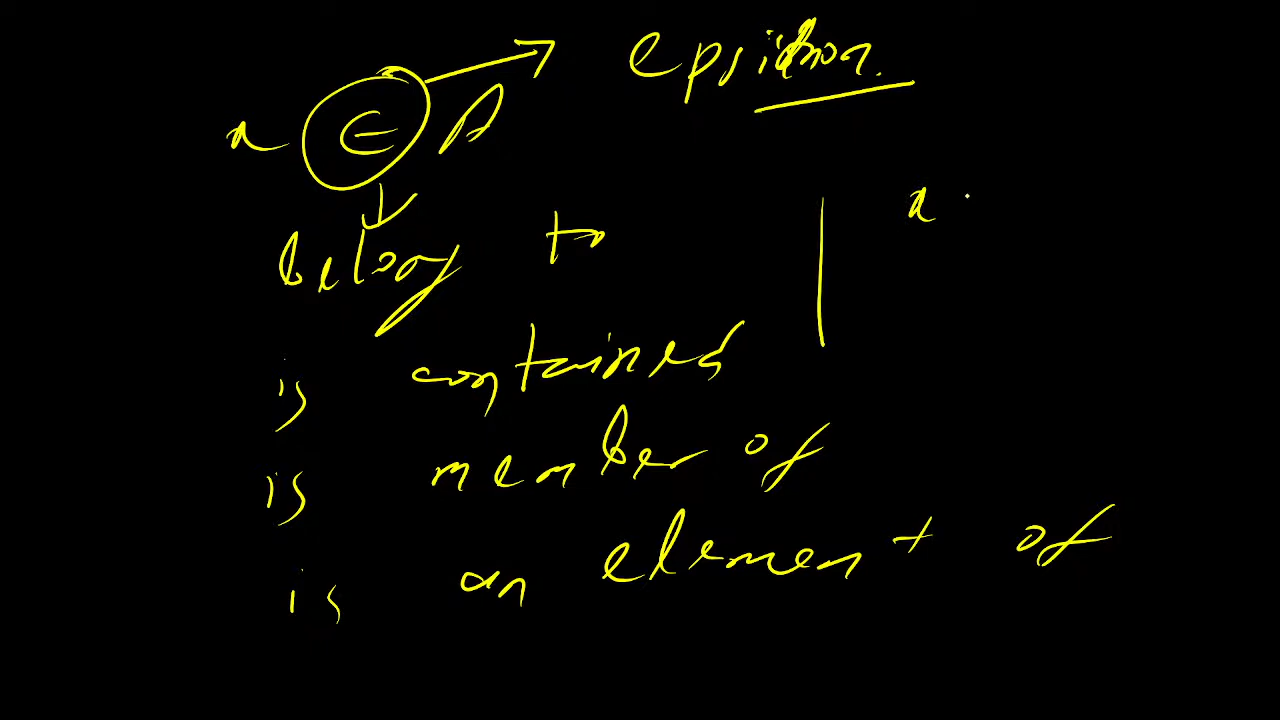 x ∈ A → epsilon.
↓
belong to
x
is contained
is member of
is an element of